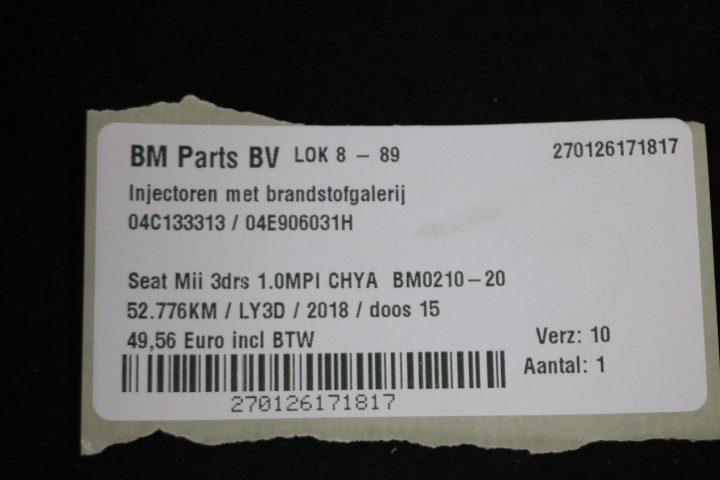 BM Parts BV LOK 8 - 89 270126171817
Injectoren met brandstofgalerij
04C133313 / 04E906031H
Seat Mii 3drs 1.0MPI CHYA BM0210-20
52.776KM / LY3D / 2018 / doos 15
49,56 Euro incl BTW Verz: 10
Aantal: 1
270126171817